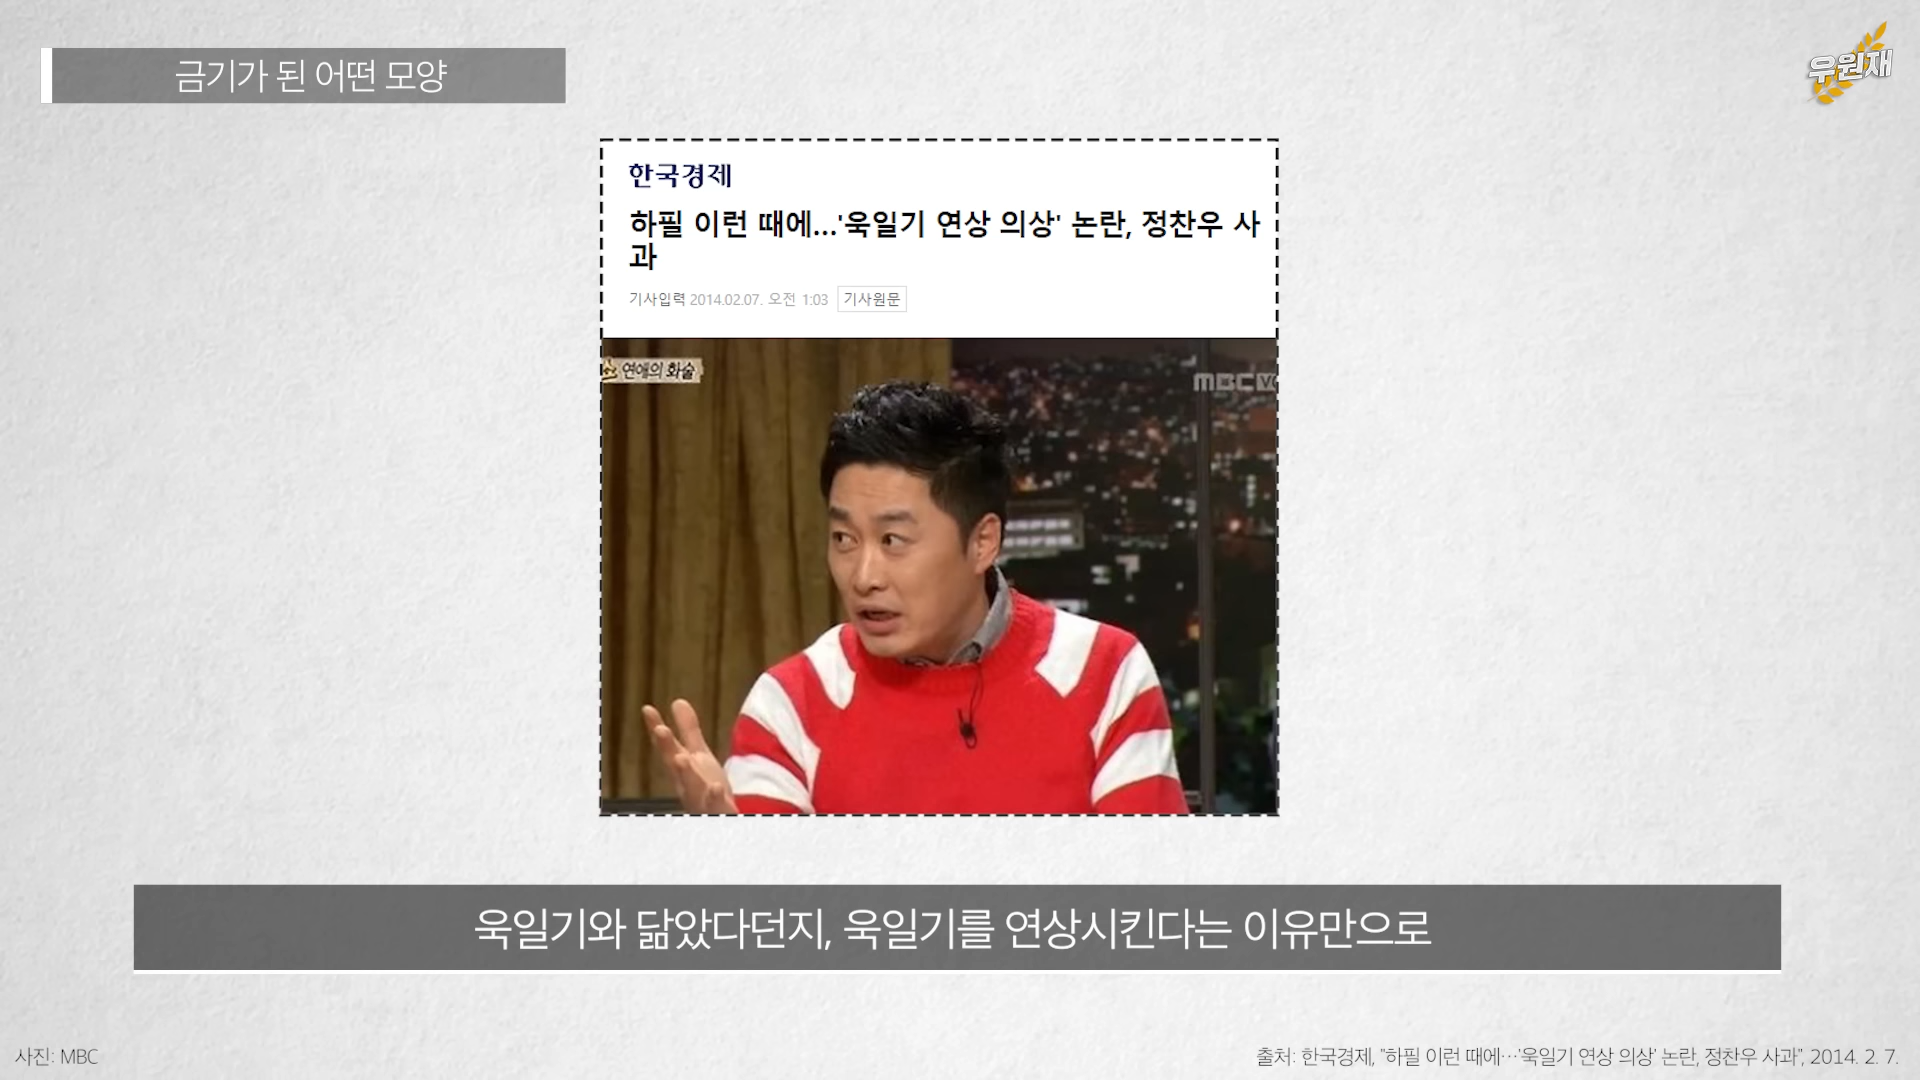 금기가 된 어떤 모양
우원재
한국경제
하필 이런 때에...'욱일기 연상 의상' 논란, 정찬우 사
과
기사입력 2014.02.07. 오전 1:03 기사원문
연애의 화술
MBC
욱일기와 닮았다던지, 욱일기를 연상시킨다는 이유만으로
사진: MBC
출처: 한국경제, "하필 이런 때에…'욱일기 연상 의상' 논란, 정찬우 사과", 2014. 2. 7.